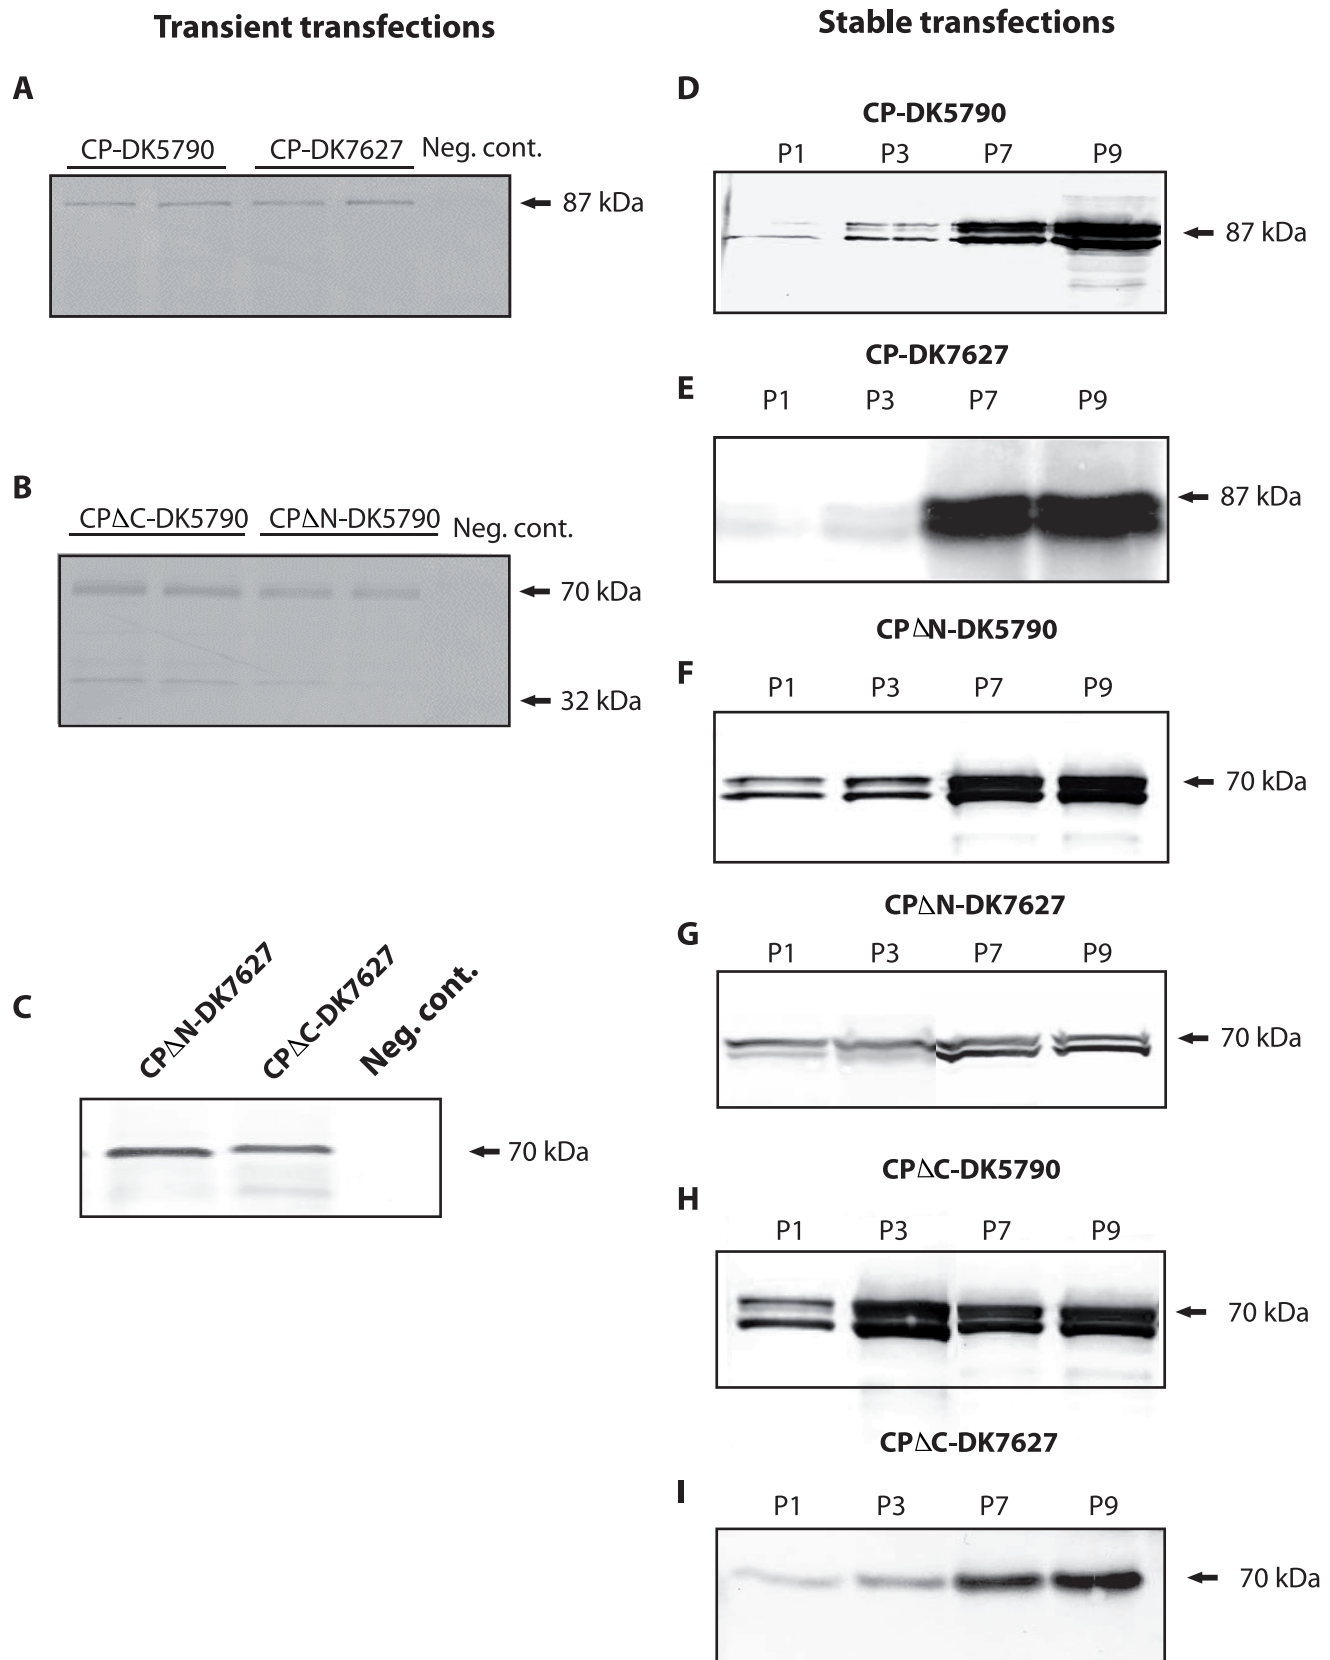 Transient transfections
A
CP-DK5790 CP-DK7627 Neg. cont.
87 kDa
B
CPΔC-DK5790 CPΔN-DK5790 Neg. cont.
70 kDa
32 kDa
C
CPΔN-DK7627 CPΔC-DK7627 Neg. cont.
70 kDa
Stable transfections
D
CP-DK5790
P1 P3 P7 P9
87 kDa
CP-DK7627
E
P1 P3 P7 P9
87 kDa
CPΔN-DK5790
F
P1 P3 P7 P9
70 kDa
CPΔN-DK7627
G
P1 P3 P7 P9
70 kDa
CPΔC-DK5790
H
P1 P3 P7 P9
70 kDa
CPΔC-DK7627
I
P1 P3 P7 P9
70 kDa